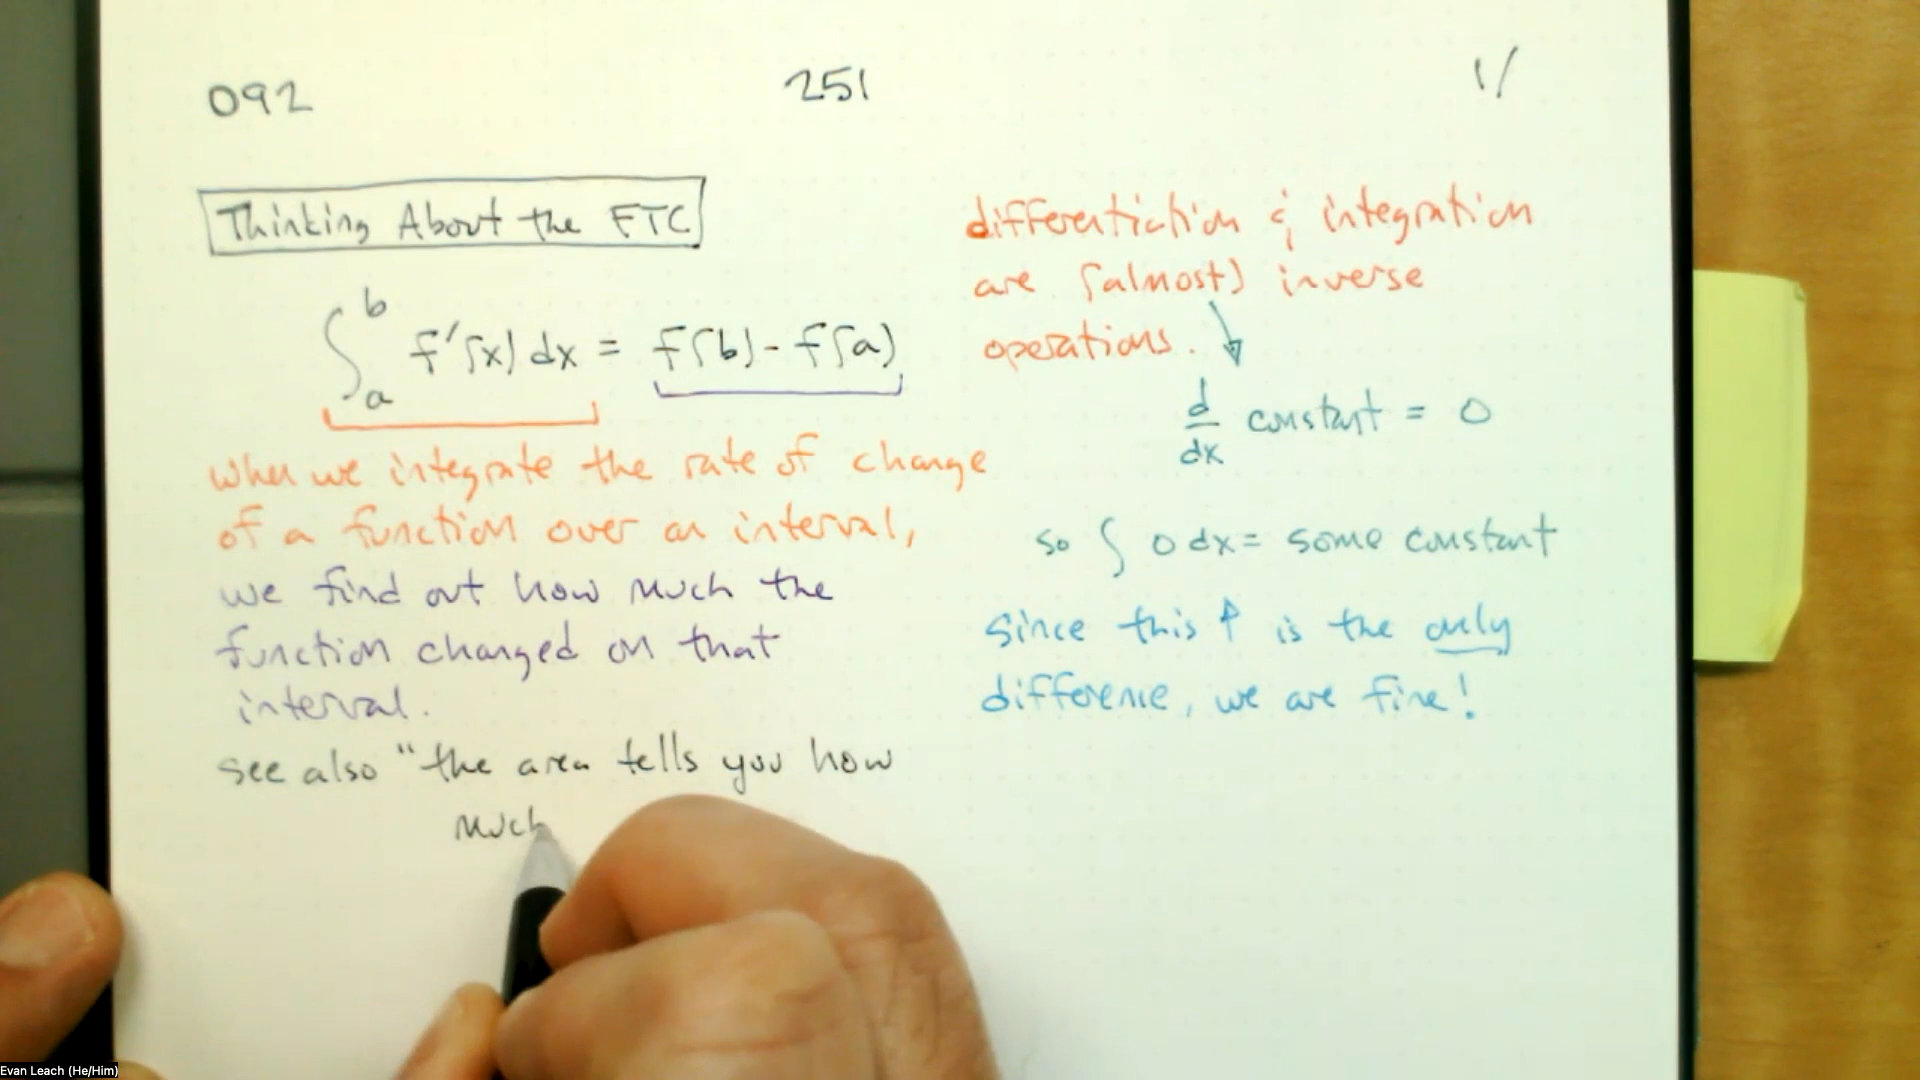 092 251 1/
Thinking About the FTC
∫_a^b f'(x) dx = f(b) - f(a)
when we integrate the rate of change
of a function over an interval,
we find out how much the
function changed on that
interval.
see also "the area tells you how
much
differentiation & integration
are (almost) inverse
operations.
d/dx constant = 0
so ∫ 0 dx = some constant
since this ↑ is the only
difference, we are fine!
Evan Leach (He/Him)